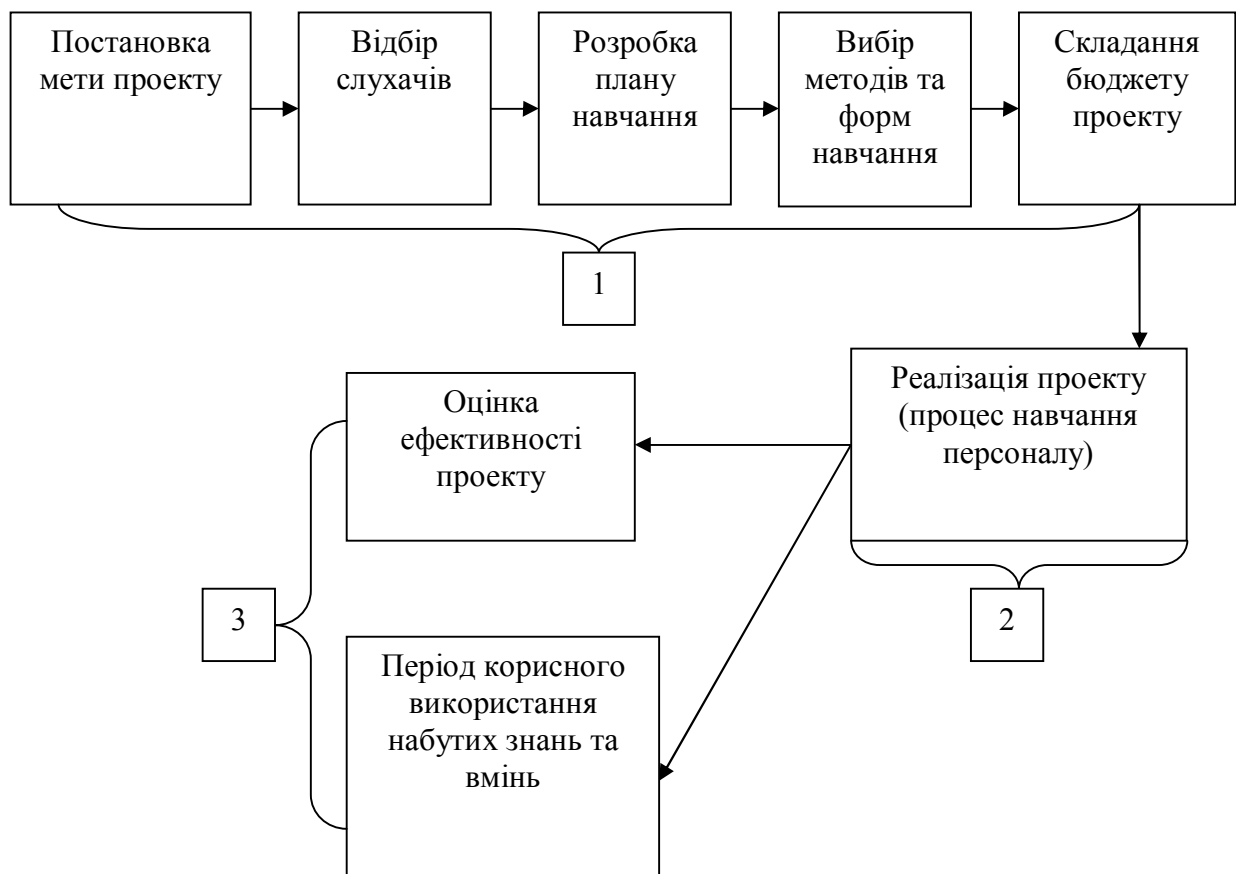 Постановка
мети проекту
Відбір
слухачів
Розробка
плану
навчання
Вибір
методів та
форм
навчання
Складання
бюджету
проекту
1
Реалізація проекту
(процес навчання
персоналу)
Оцінка
ефективності
проекту
3
2
Період корисного
використання
набутих знань та
вмінь